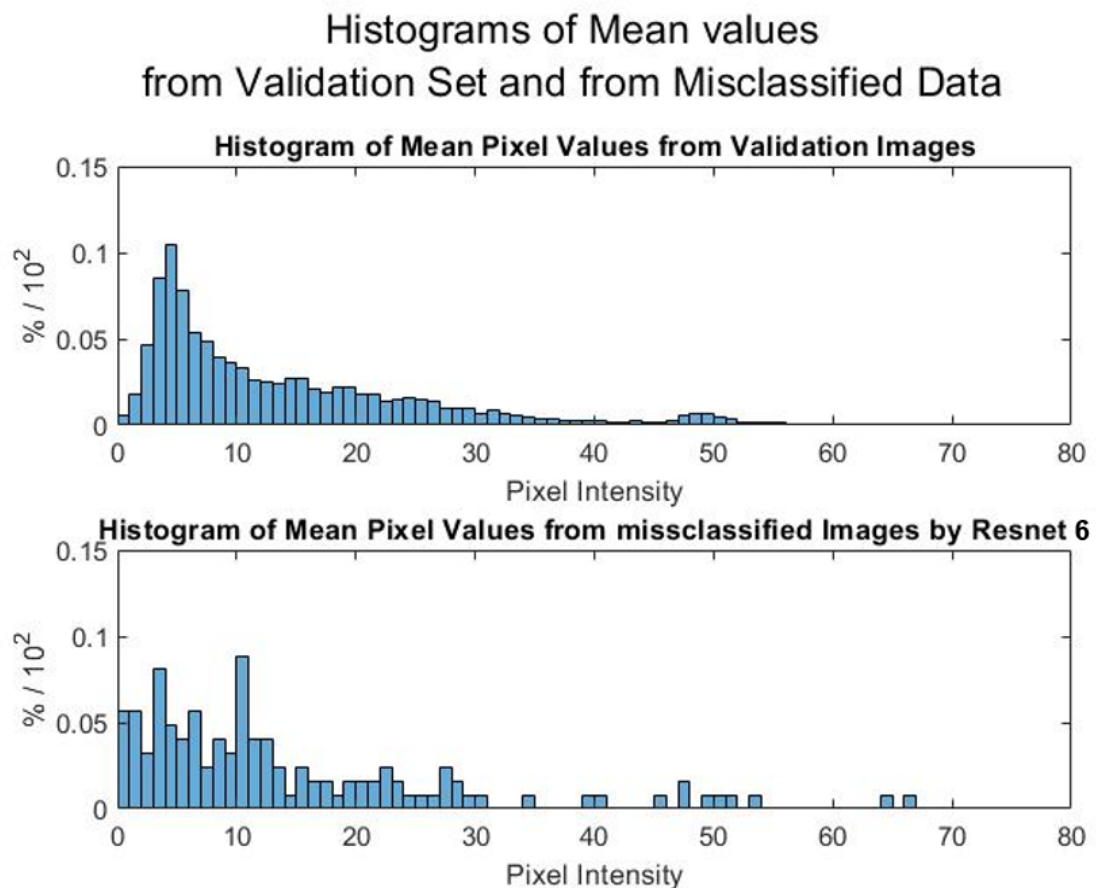 Histograms of Mean values
from Validation Set and from Misclassified Data
Histogram of Mean Pixel Values from Validation Images
0.15
0.1
0.05
0
% / 10²
0 10 20 30 40 50 60 70 80
Pixel Intensity
Histogram of Mean Pixel Values from missclassified Images by Resnet 6
0.15
0.1
0.05
0
% / 10²
0 10 20 30 40 50 60 70 80
Pixel Intensity